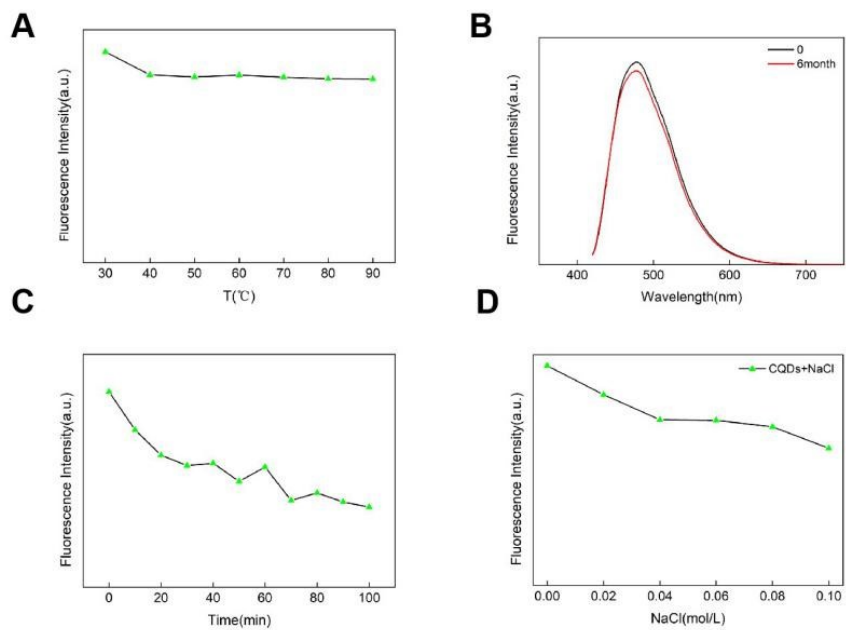 A
Fluorescence Intensity(a.u.)
30 40 50 60 70 80 90
T(℃)
B
Fluorescence Intensity(a.u.)
0
6month
400 500 600 700
Wavelength(nm)
C
Fluorescence Intensity(a.u.)
0 20 40 60 80 100
Time(min)
D
Fluorescence Intensity(a.u.)
CQDs+NaCl
0.00 0.02 0.04 0.06 0.08 0.10
NaCl(mol/L)